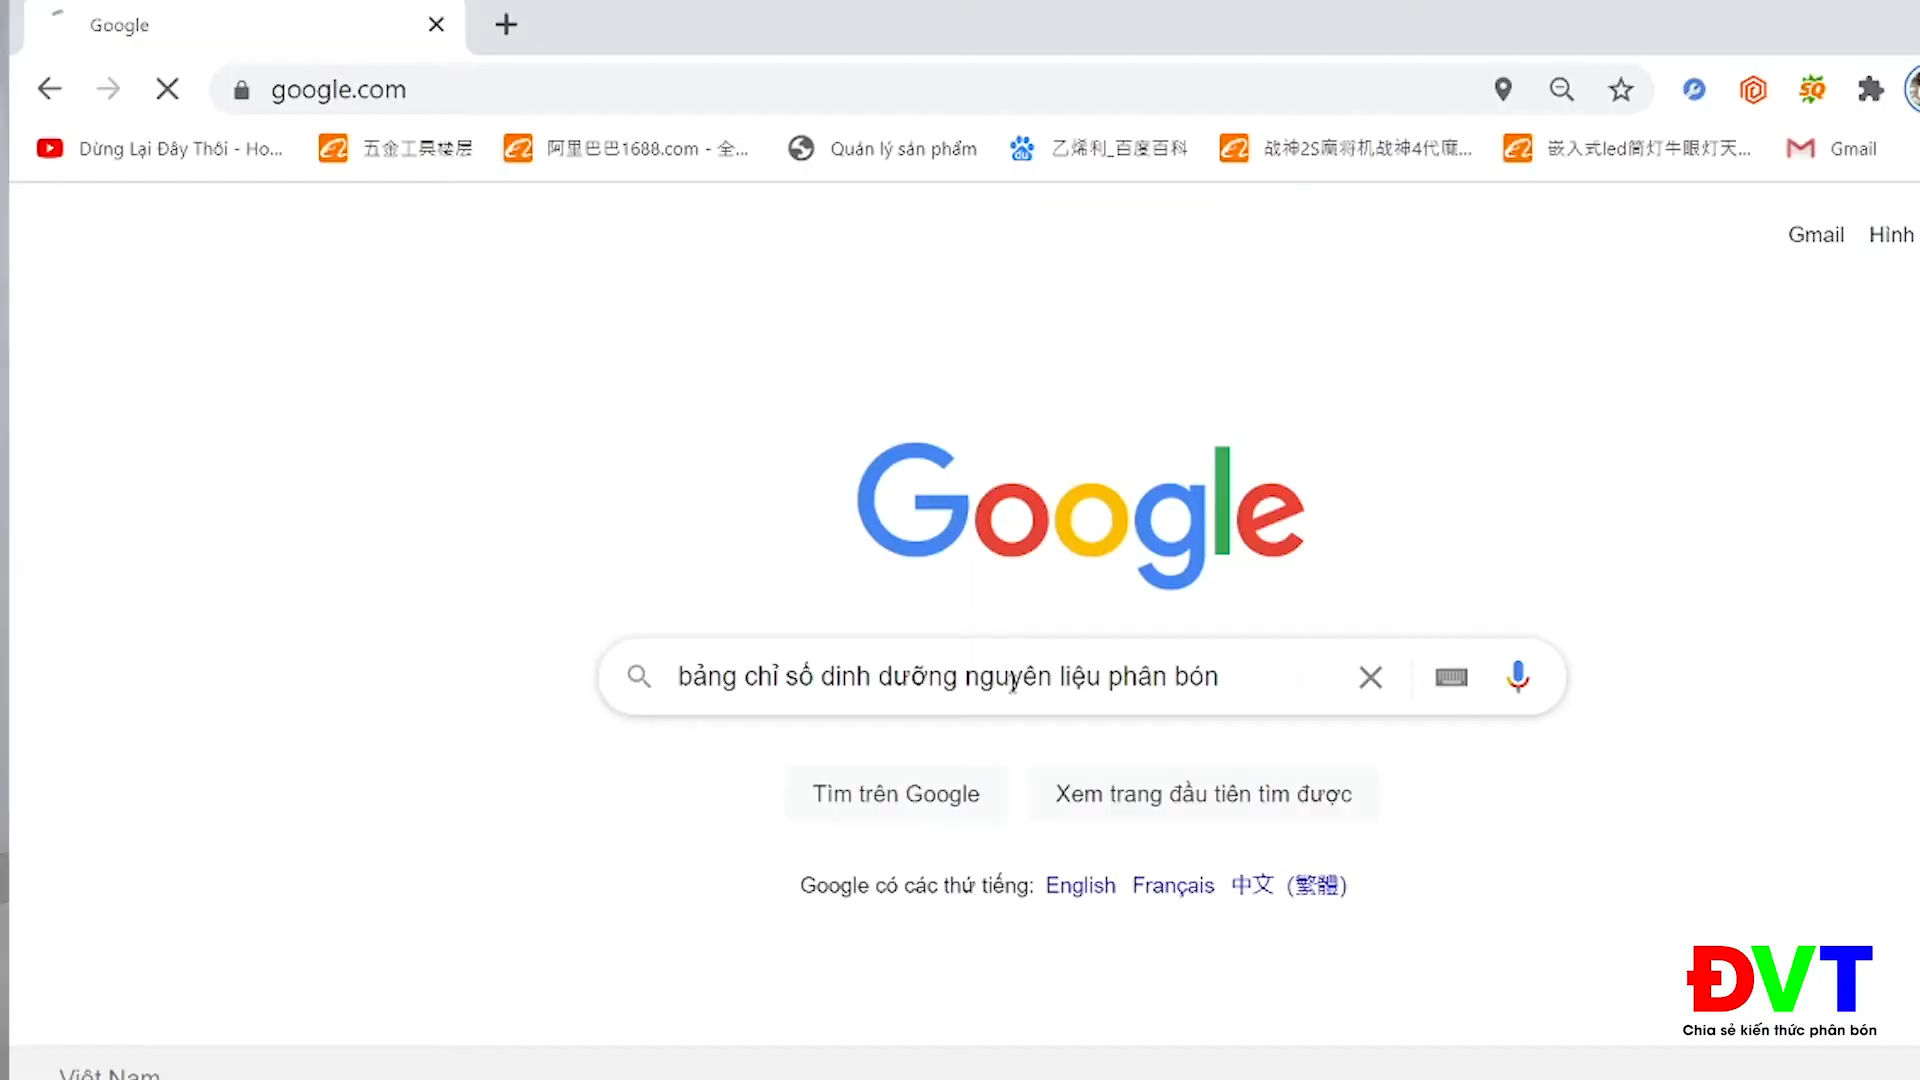 Google
google.com
Dừng Lại Đây Thôi - Ho...
五金工具楼层
阿里巴巴1688.com - 全...
Quản lý sản phẩm
乙烯利_百度百科
战神2S麻将机战神4代麻...
嵌入式led筒灯牛眼灯天...
Gmail
Gmail Hình
Google
bảng chỉ số dinh dưỡng nguyên liệu phân bón
Tìm trên Google
Xem trang đầu tiên tìm được
Google có các thứ tiếng: English Français 中文 (繁體)
ĐVT
Chia sẻ kiến thức phân bón
Việt Nam